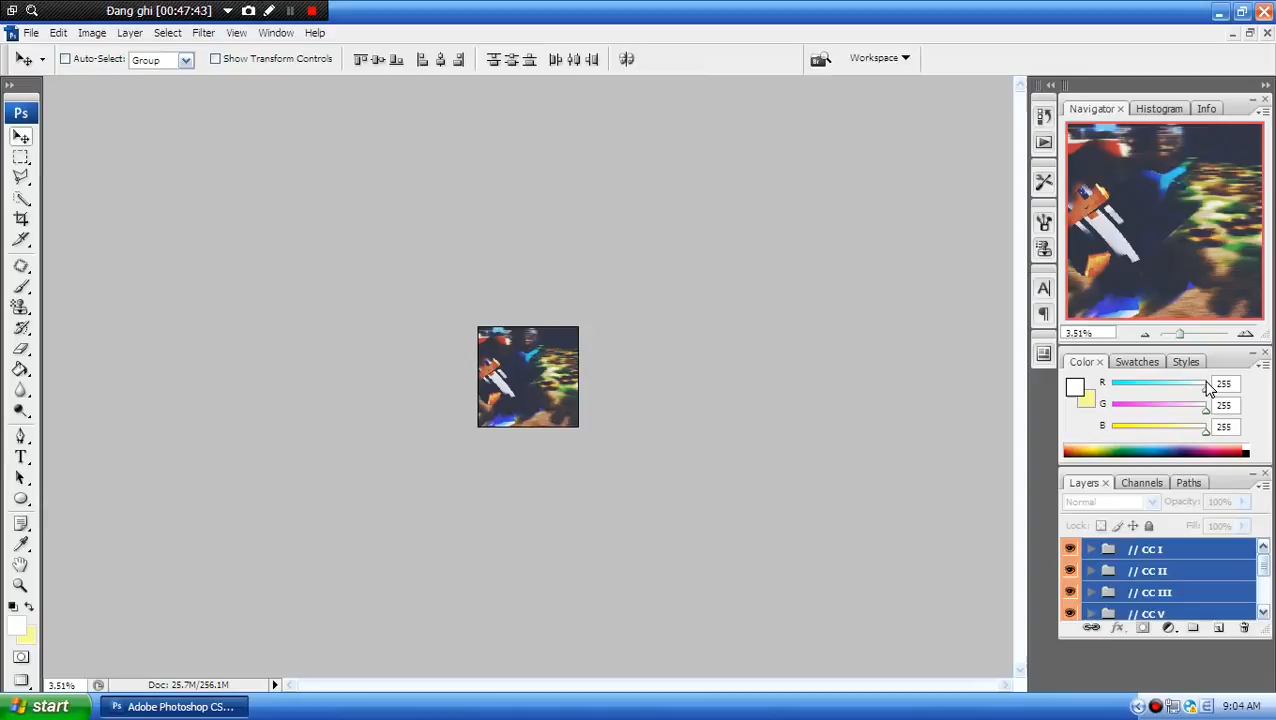 Đang ghi [00:47:43]
File Edit Image Layer Select Filter View Window Help
Auto-Select: Group Show Transform Controls Workspace
Ps
Navigator × Histogram Info
3.51%
Color × Swatches Styles
R 255
G 255
B 255
Layers × Channels Paths
Normal Opacity: 100%
Lock: Fill: 100%
// CC I
// CC II
// CC III
// CC V
T
A
fx
3.51% Doc: 25.7M/256.1M
start Ps Adobe Photoshop CS... 9:04 AM